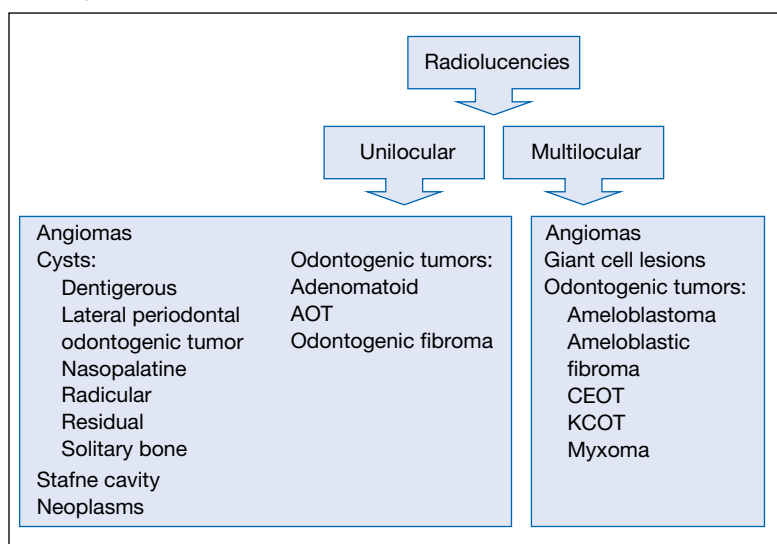 Radiolucencies
Unilocular
Multilocular
Angiomas
Cysts:
Dentigerous
Lateral periodontal
odontogenic tumor
Nasopalatine
Radicular
Residual
Solitary bone
Stafne cavity
Neoplasms
Odontogenic tumors:
Adenomatoid
AOT
Odontogenic fibroma
Angiomas
Giant cell lesions
Odontogenic tumors:
Ameloblastoma
Ameloblastic
fibroma
CEOT
KCOT
Myxoma